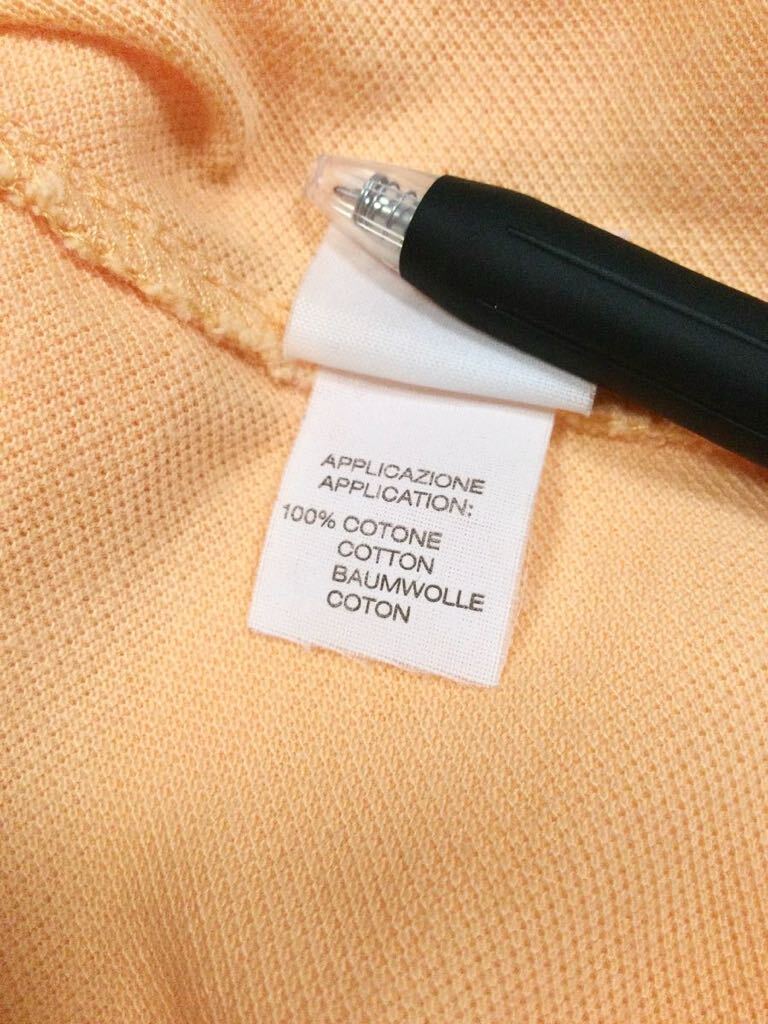 APPLICAZIONE
APPLICATION:
100% COTONE
COTTON
BAUMWOLLE
COTON